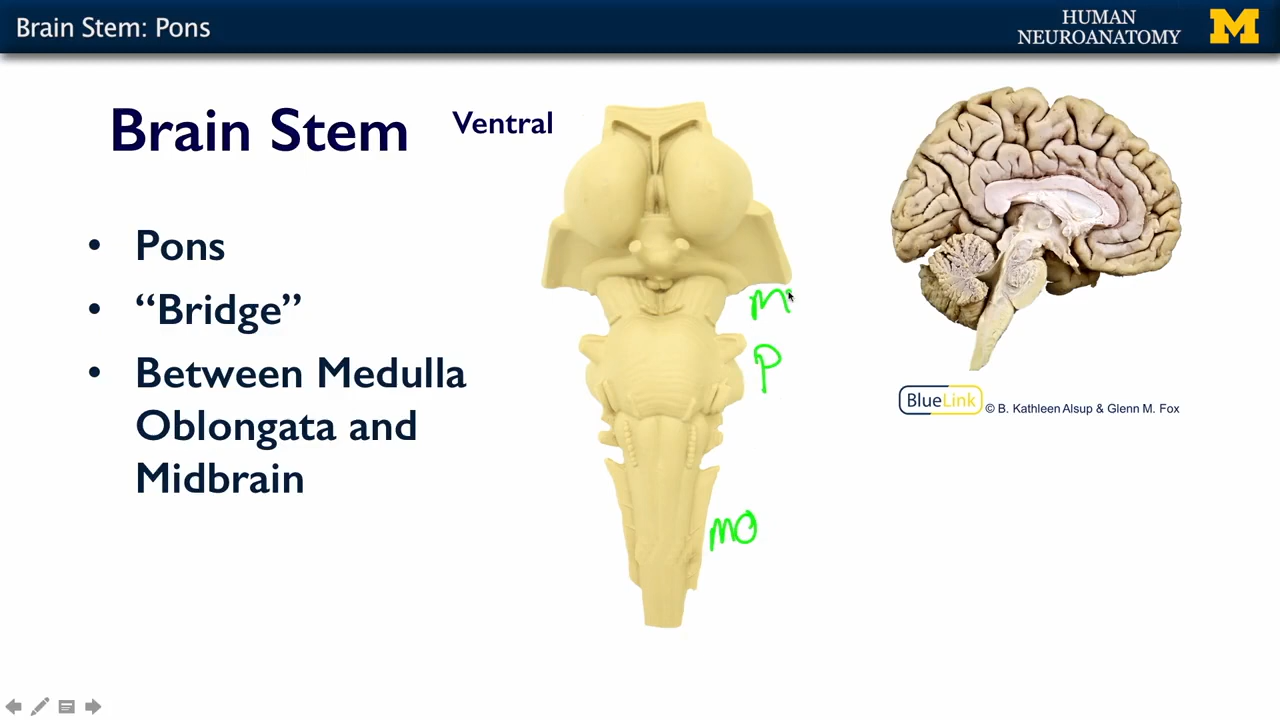 Brain Stem: Pons
HUMAN
NEUROANATOMY
M
Brain Stem
Ventral
• Pons
• “Bridge”
• Between Medulla
Oblongata and
Midbrain
M
P
MO
BlueLink
© B. Kathleen Alsup & Glenn M. Fox